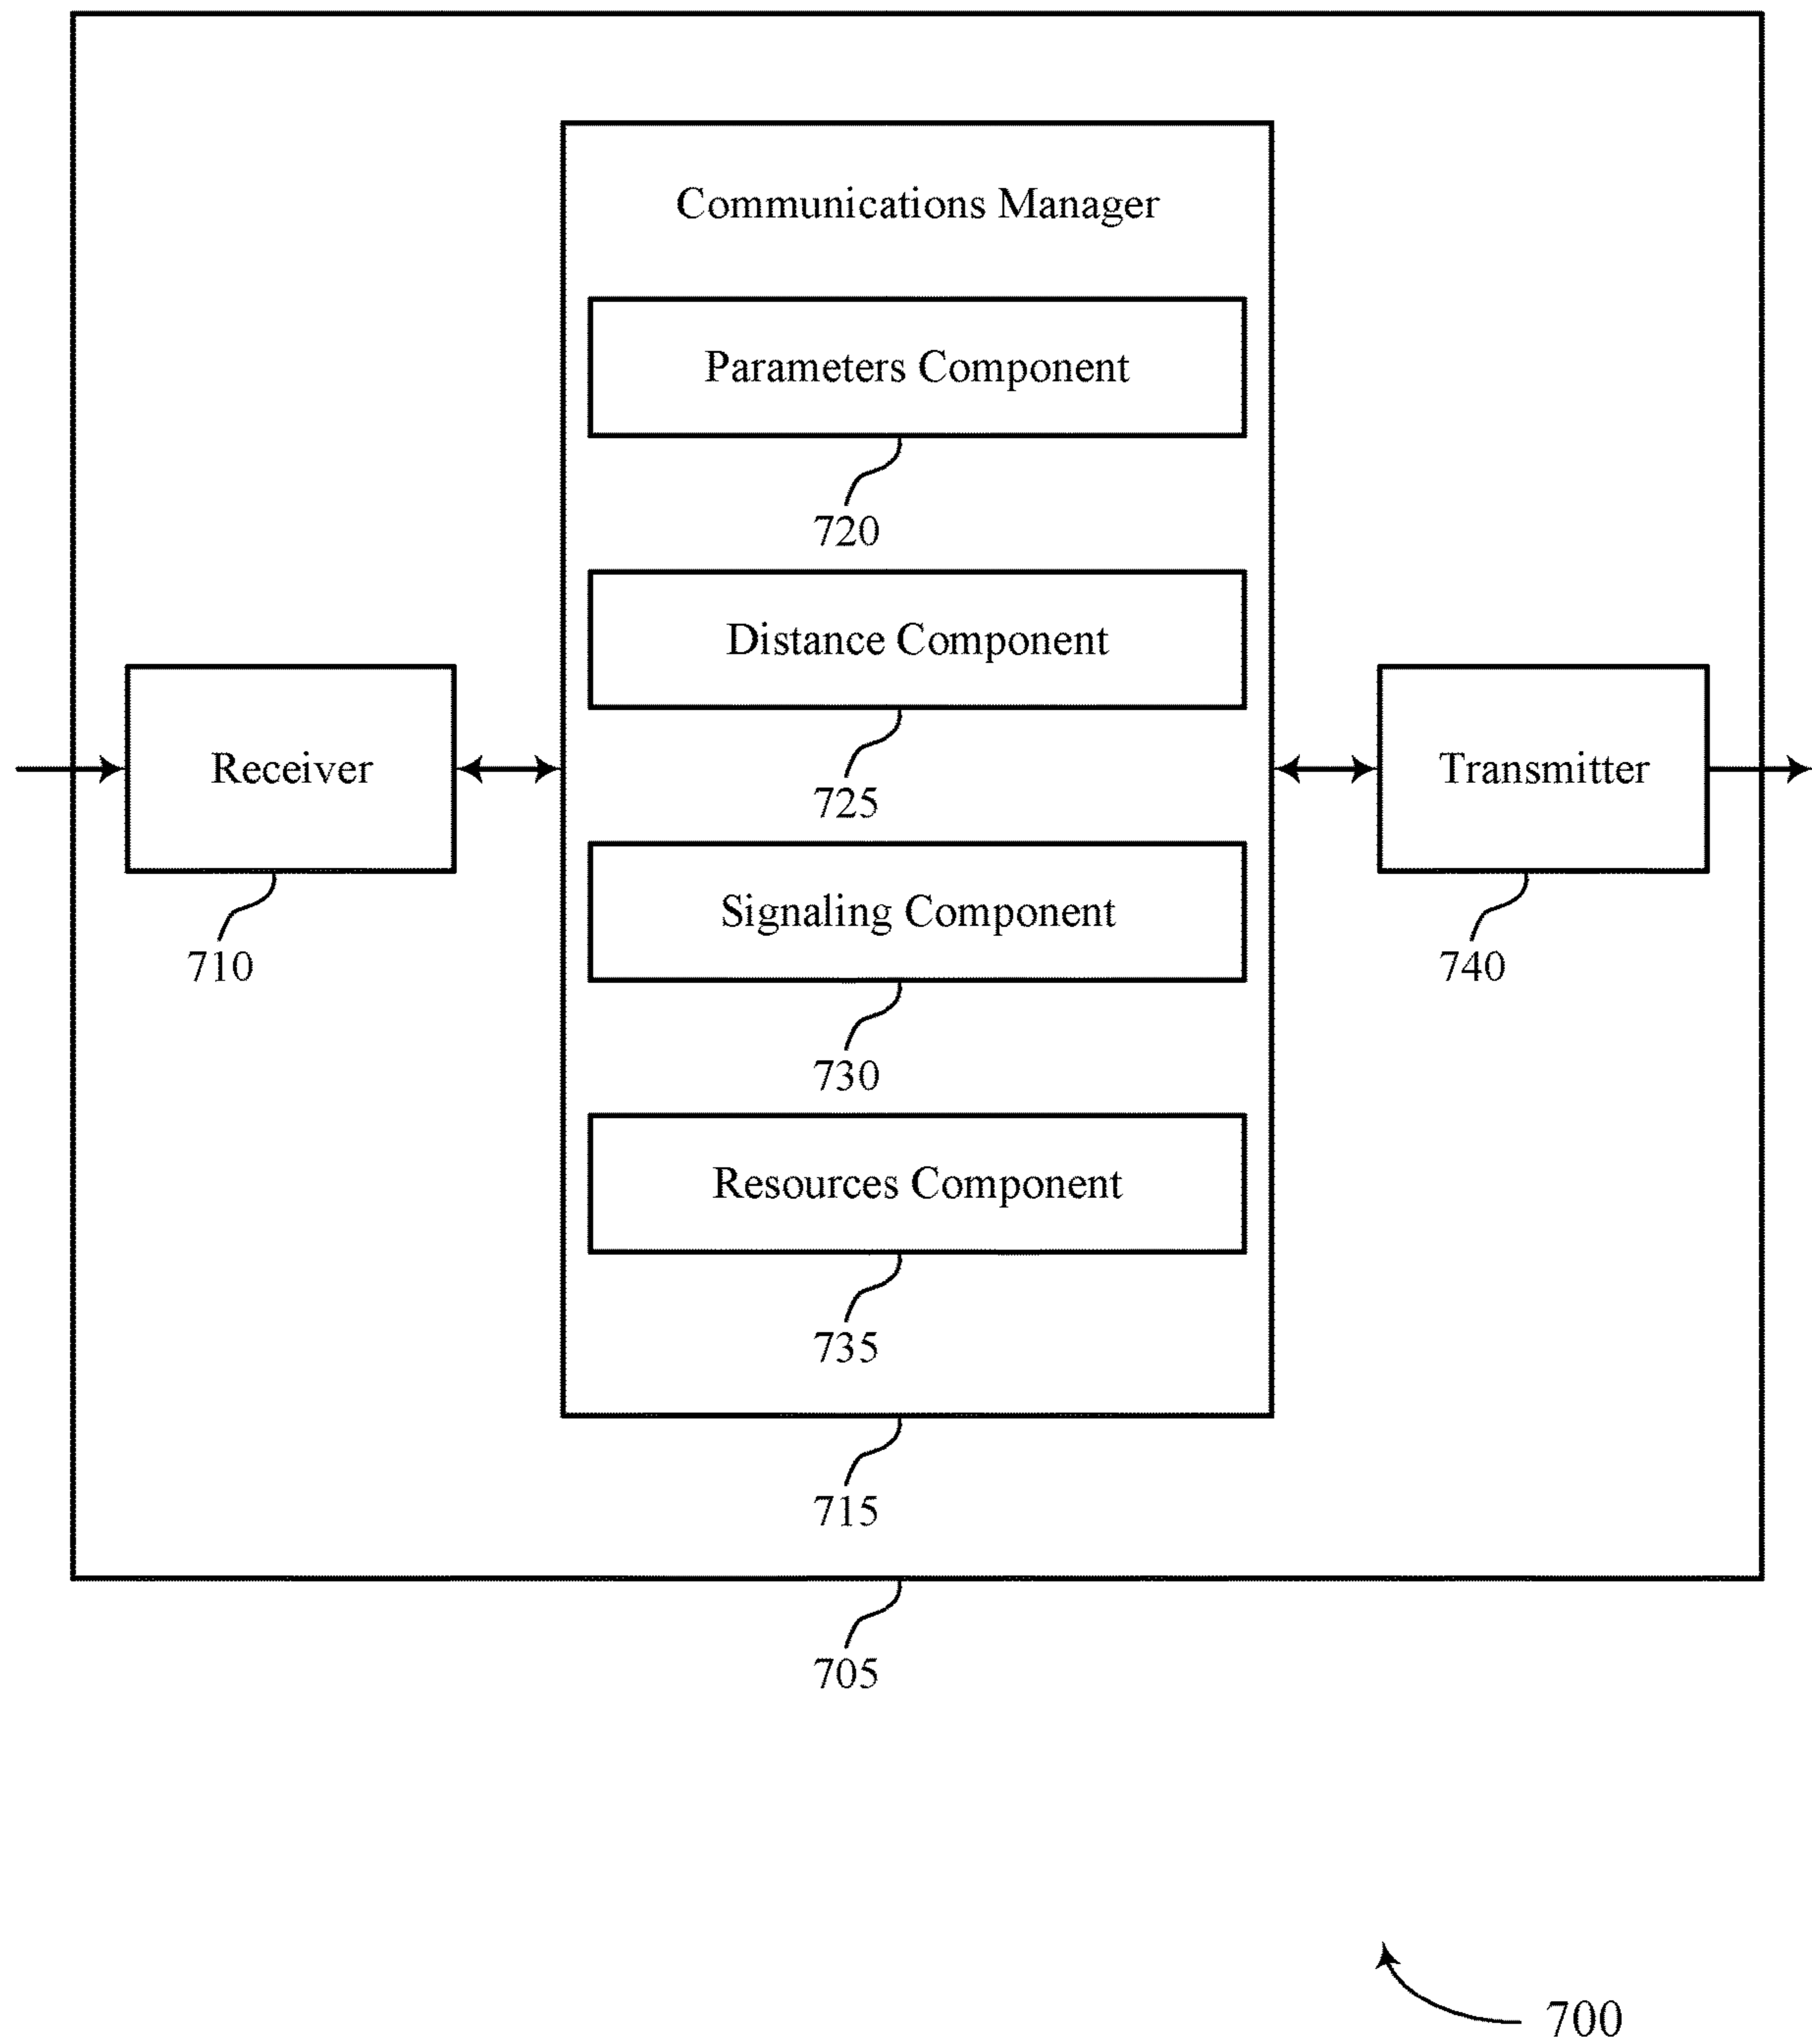 Communications Manager
Parameters Component
720
Distance Component
725
Receiver
710
Transmitter
740
Signaling Component
730
Resources Component
735
715
705
700